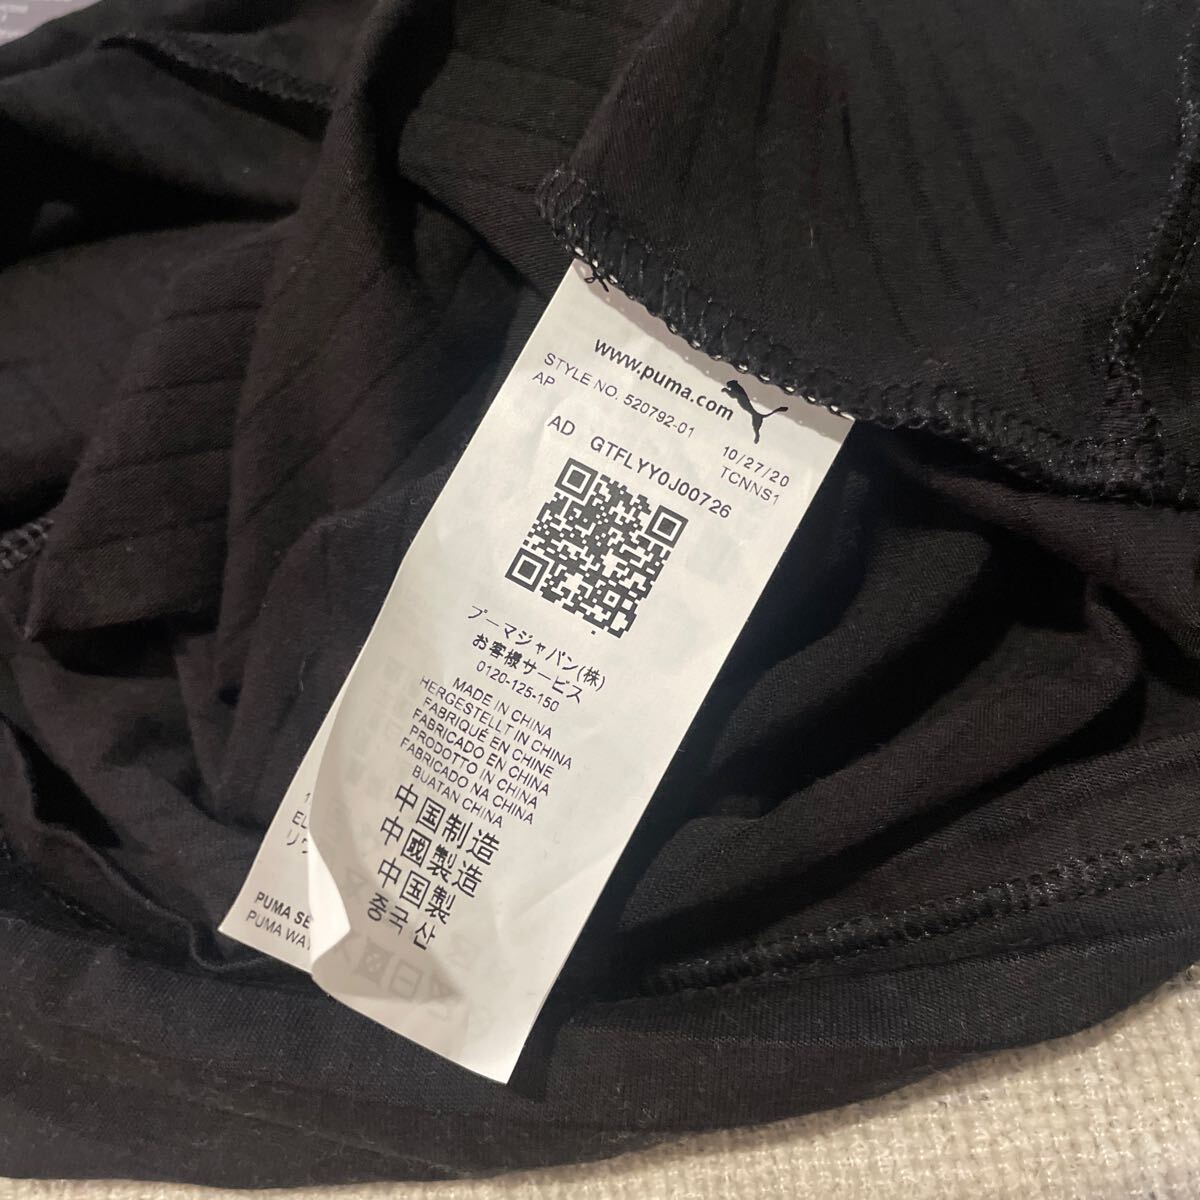 www.puma.com
STYLE NO. 520792-01 10/27/20
AP TCNNS1
AD GTFLYY0J00726
プーマジャパン(株)
お客様サービス
0120-125-150
MADE IN CHINA
HERGESTELLT IN CHINA
FABRIQUÉ EN CHINE
FABRICADO EN CHINA
PRODOTTO IN CHINA
FABRICADO NA CHINA
BUATAN CHINA
中国制造
中國製造
中国製
중국산
PUMA
PUMA